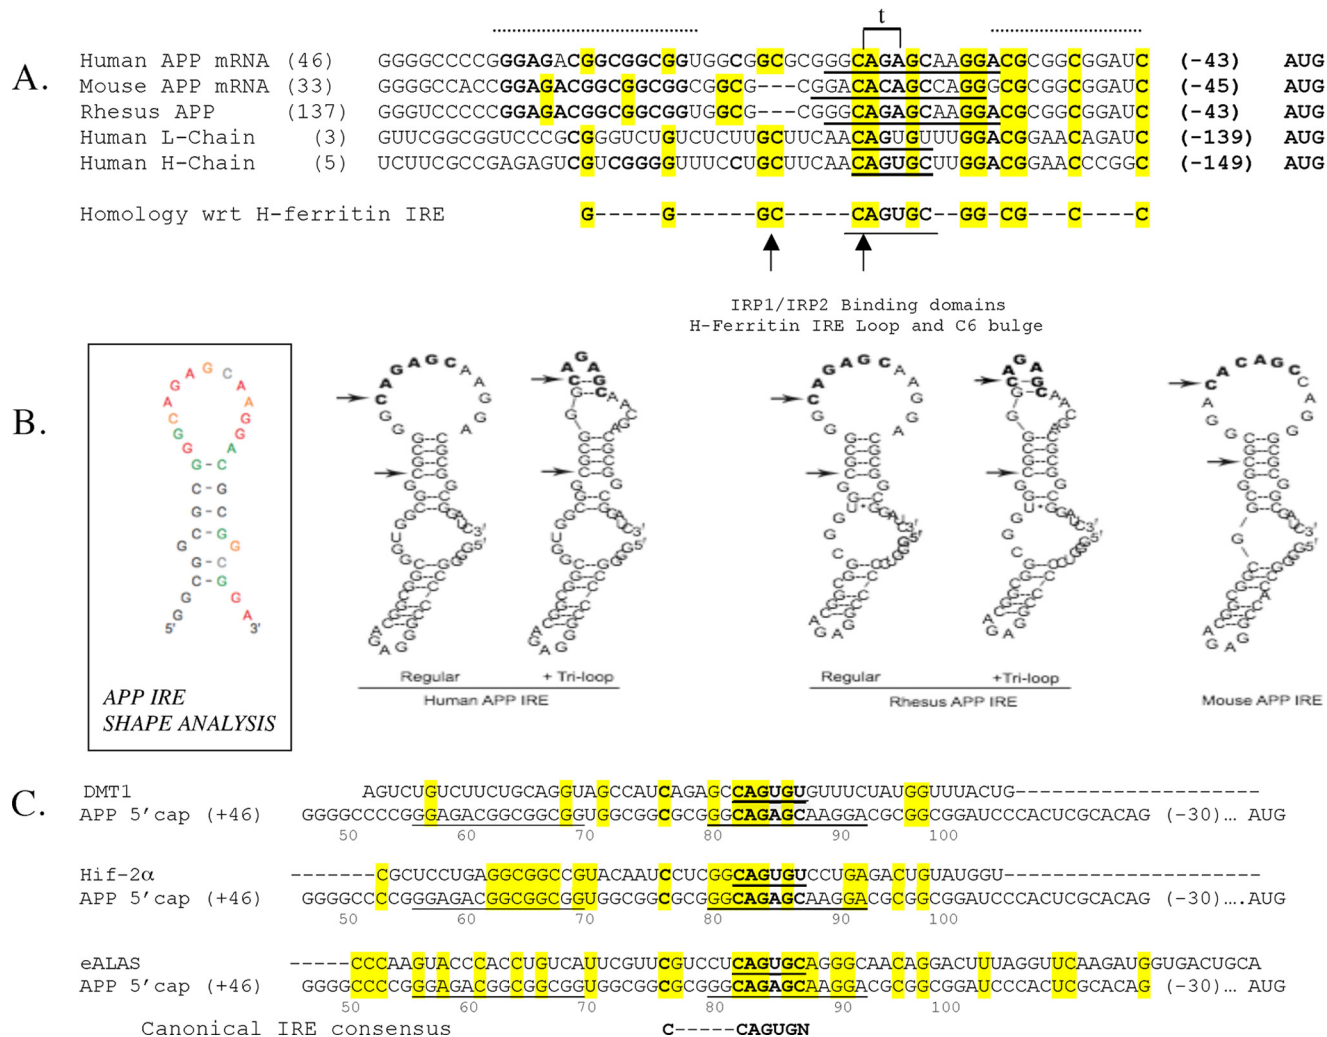 t
A.
Human APP mRNA (46) GGGGCCCCGGGAGACGGCGGCGGUGGCGGCGCGGGCAGAGCAAGGACGCGGCGGAUC (-43) AUG
Mouse APP mRNA (33) GGGGCCACCGGAGACGGCGGCGGCGGCG---CGGACACAGCCAGGGCGCGGCGGAUC (-45) AUG
Rhesus APP (137) GGGUCCCCCGGAGACGGCGGCGGUGGCG---CGGGCAGAGCAAGGACGCGGCGGAUC (-43) AUG
Human L-Chain (3) GUUCGGCGGUCCCGCGGGUCUGUCUCUUGCUUCAACAGUGUUUGGACGGAACAGAUC (-139) AUG
Human H-Chain (5) UCUUCGCCGAGAGUCGUCGGGGUUUCCUGCUUCAACAGUGCUUGGACGGAACCCGGC (-149) AUG
Homology wrt H-ferritin IRE G-----G------GC-----CAGUGC-GG-CG---C----C
IRP1/IRP2 Binding domains
H-Ferritin IRE Loop and C6 bulge
B.
APP IRE
SHAPE ANALYSIS
5' 3'
Regular + Tri-loop
Human APP IRE
Regular +Tri-loop
Rhesus APP IRE
Mouse APP IRE
C.
DMT1 AGUCUGUCUUCUGCAGGUAGCCAUCAGAGCCAGUGUGUUUCUAUGGUUUACUG--------------------
APP 5'cap (+46) GGGGCCCCGGGAGACGGCGGCGGUGGCGGCGCGGGCAGAGCAAGGACGCGGCGGAUCCCACUCGCACAG (-30)… AUG
50 60 70 80 90 100
Hif-2α -------CGCUCCUGAGGCGGCCGUACAAUCCUCGGCAGUGUCCUGAGACUGUAUGGU---------------------
APP 5'cap (+46) GGGGCCCCGGGAGACGGCGGCGGUGGCGGCGCGGGCAGAGCAAGGACGCGGCGGAUCCCACUCGCACAG (-30)….AUG
50 60 70 80 90 100
eALAS -----CCCAAGUACCCACCUGUCAUUCGUUCGUCCUCAGUGCAGGGCAACAGGACUUUAGGUUCAAGAUGGUGACUGCA
APP 5'cap (+46) GGGGCCCCGGGAGACGGCGGCGGUGGCGGCGCGGGCAGAGCAAGGACGCGGCGGAUCCCACUCGCACAG (-30)… AUG
50 60 70 80 90 100
Canonical IRE consensus C-----CAGUGN